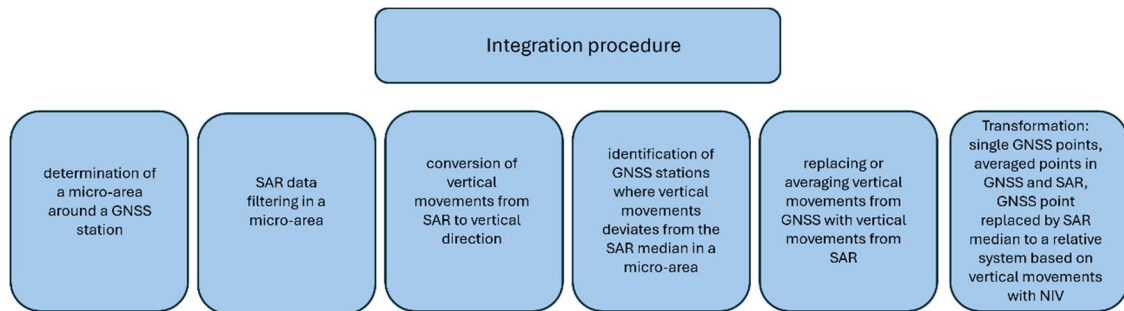 Integration procedure
determination of
a micro-area
around a GNSS
station
SAR data
filtering in a
micro-area
conversion of
vertical
movements from
SAR to vertical
direction
identification of
GNSS stations
where vertical
movements
deviates from the
SAR median in a
micro-area
replacing or
averaging vertical
movements from
GNSS with vertical
movements from
SAR
Transformation:
single GNSS points,
averaged points in
GNSS and SAR,
GNSS point
replaced by SAR
median to a relative
system based on
vertical movements
with NIV